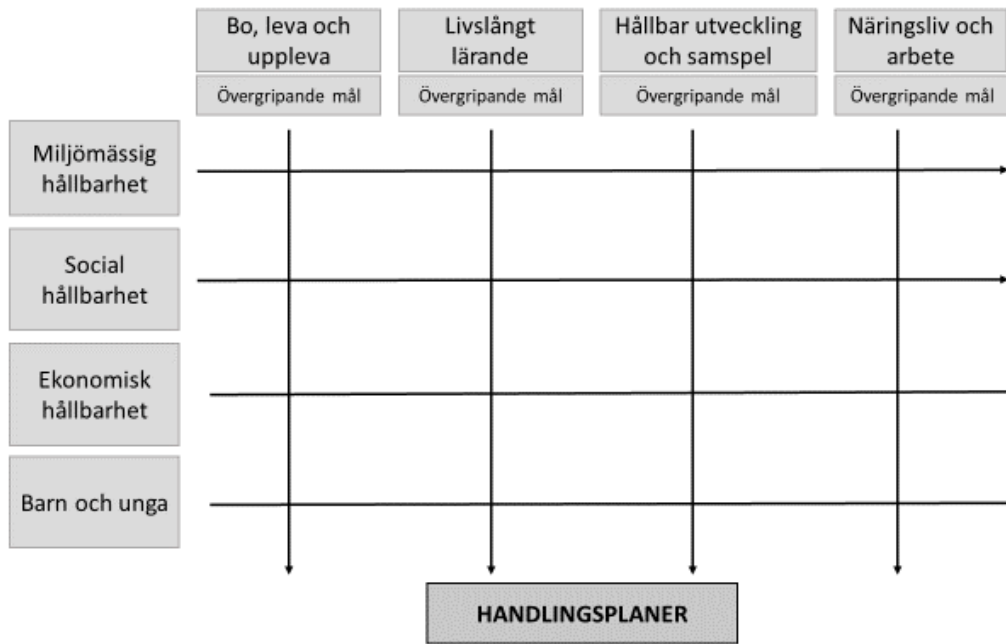 Bo, leva och
uppleva
Livslångt
lärande
Hållbar utveckling
och samspel
Näringsliv och
arbete
Övergripande mål
Övergripande mål
Övergripande mål
Övergripande mål
Miljömässig
hållbarhet
Social
hållbarhet
Ekonomisk
hållbarhet
Barn och unga
HANDLINGSPLANER